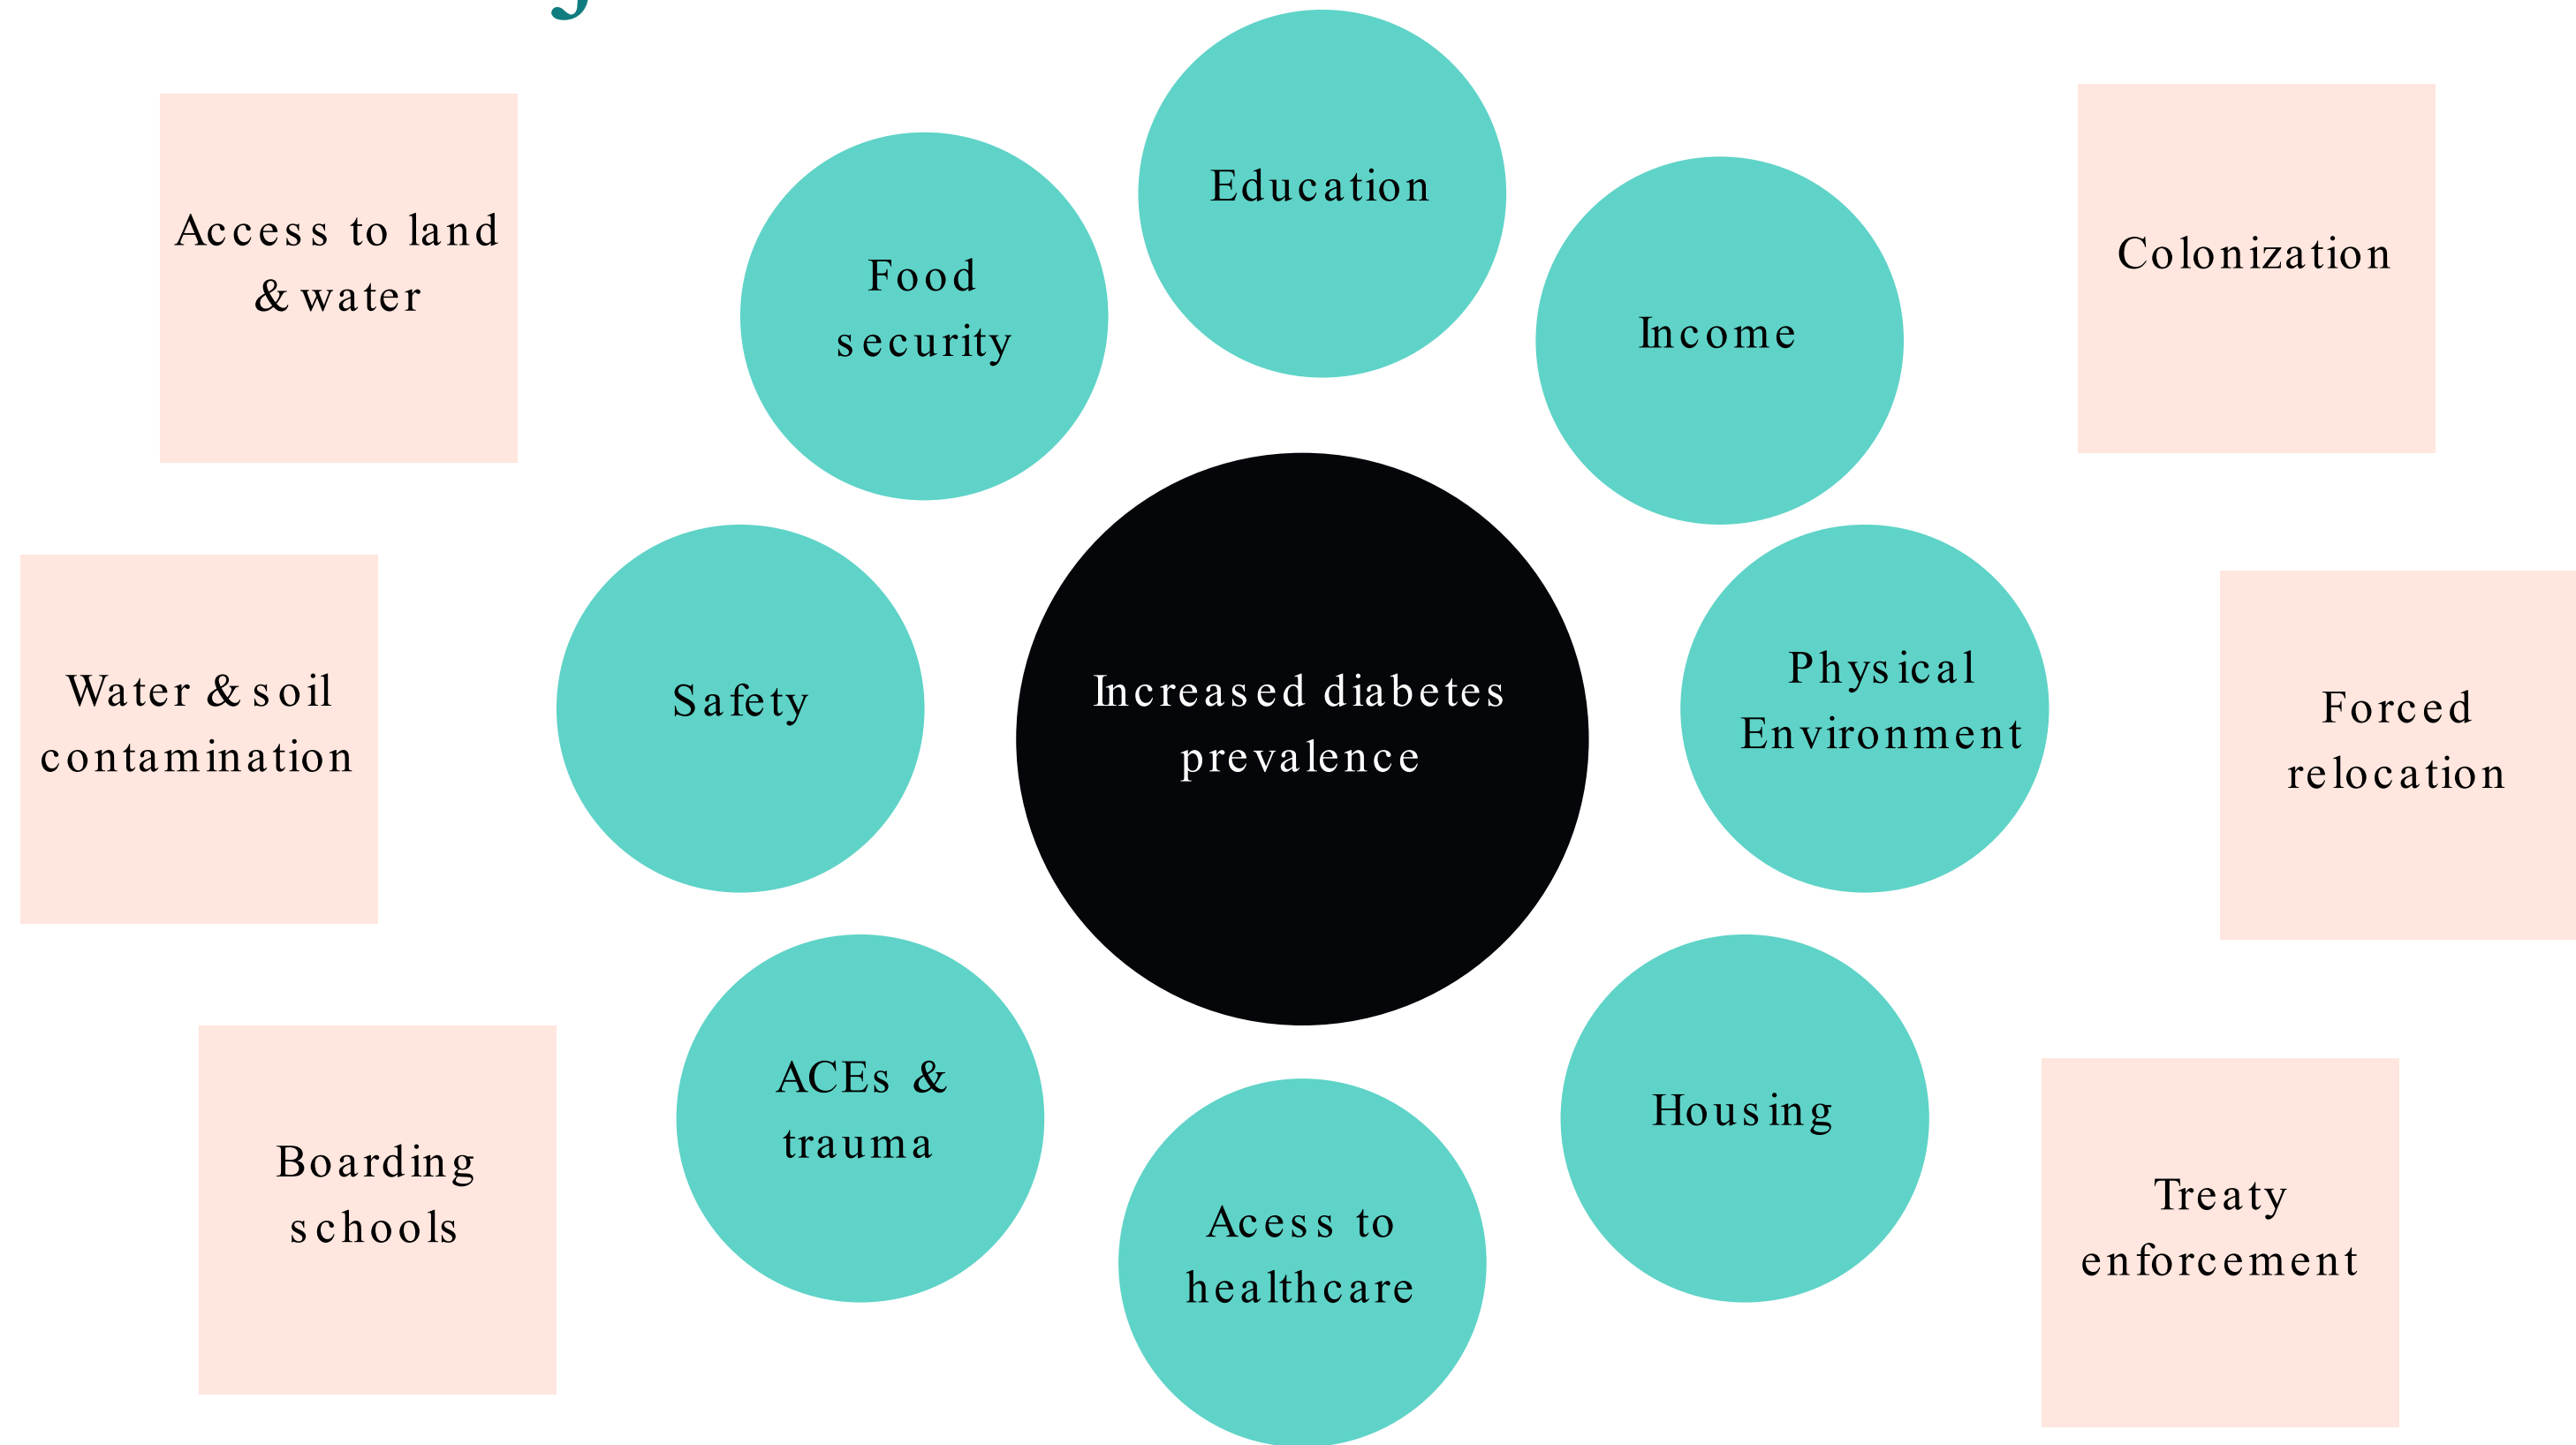 Education
Food
security
Income
Access to land
& water
Colonization
Safety
Increased diabetes
prevalence
Physical
Environment
Water & soil
contamination
Forced
relocation
ACEs &
trauma
Housing
Acess to
healthcare
Boarding
schools
Treaty
enforcement